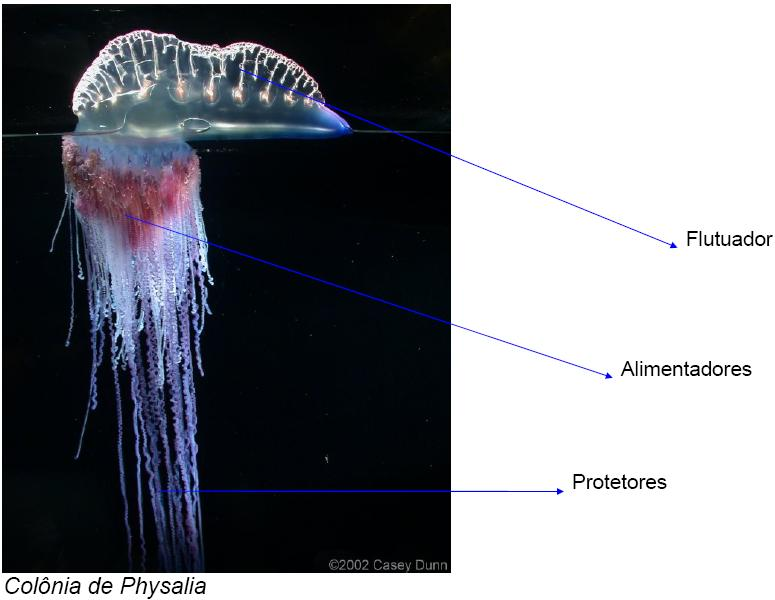 Flutuador
Alimentadores
Protetores
©2002 Casey Dunn
Colônia de Physalia